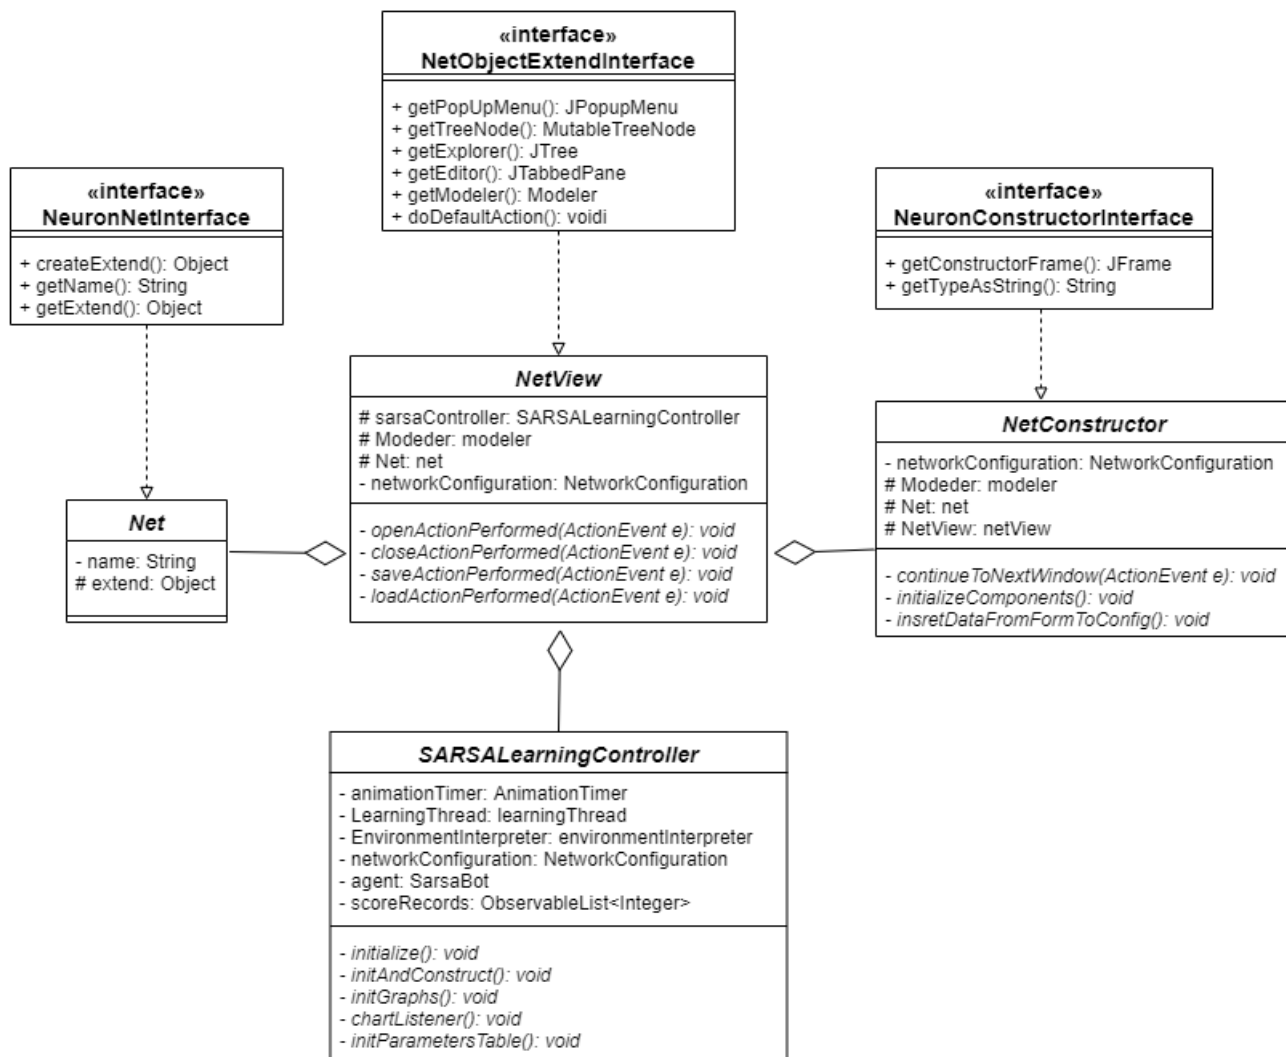 «interface»
NetObjectExtendInterface
+ getPopUpMenu(): JPopupMenu
+ getTreeNode(): MutableTreeNode
+ getExplorer(): JTree
+ getEditor(): JTabbedPane
+ getModeler(): Modeler
+ doDefaultAction(): voidi
«interface»
NeuronNetInterface
+ createExtend(): Object
+ getName(): String
+ getExtend(): Object
«interface»
NeuronConstructorInterface
+ getConstructorFrame(): JFrame
+ getTypeAsString(): String
NetView
# sarsaController: SARSALearningController
# Modeder: modeler
# Net: net
- networkConfiguration: NetworkConfiguration
- openActionPerformed(ActionEvent e): void
- closeActionPerformed(ActionEvent e): void
- saveActionPerformed(ActionEvent e): void
- loadActionPerformed(ActionEvent e): void
NetConstructor
- networkConfiguration: NetworkConfiguration
# Modeder: modeler
# Net: net
# NetView: netView
- continueToNextWindow(ActionEvent e): void
- initializeComponents(): void
- insretDataFromFormToConfig(): void
Net
- name: String
# extend: Object
SARSALearningController
- animationTimer: AnimationTimer
- LearningThread: learningThread
- EnvironmentInterpreter: environmentInterpreter
- networkConfiguration: NetworkConfiguration
- agent: SarsaBot
- scoreRecords: ObservableList<Integer>
- initialize(): void
- initAndConstruct(): void
- initGraphs(): void
- chartListener(): void
- initParametersTable(): void